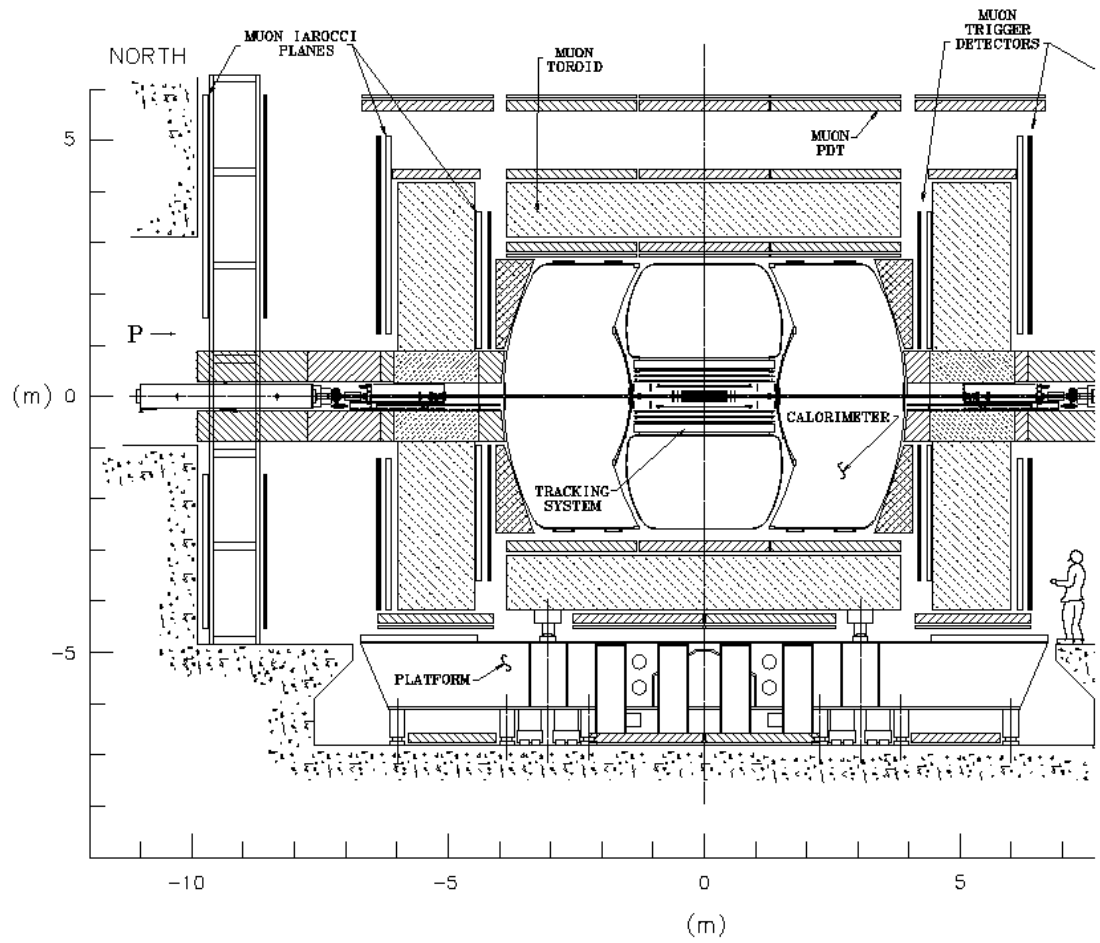 MUON
TRIGGER
DETECTORS
MUON IAROCCI
PLANES
NORTH
MUON
TOROID
MUON
PDT
5
P
(m)
0
CALORIMETER
TRACKING
SYSTEM
-5
PLATFORM
-10
-5
0
5
(m)